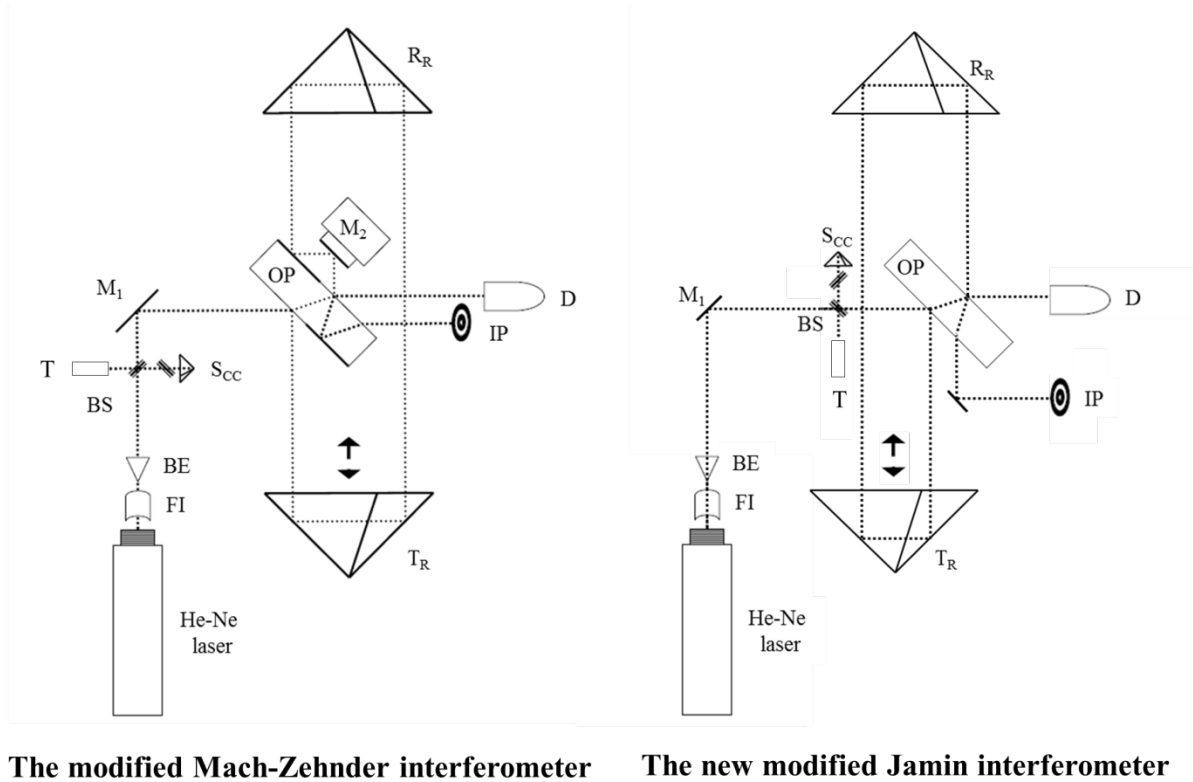 R_R
M_2
OP
M_1
D
IP
T
S_CC
BS
BE
FI
T_R
He-Ne
laser
The modified Mach-Zehnder interferometer
R_R
S_CC
OP
M_1
BS
D
T
IP
BE
FI
T_R
He-Ne
laser
The new modified Jamin interferometer